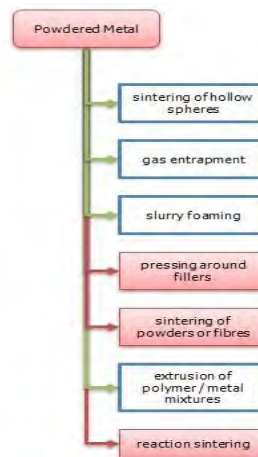 Powdered Metal
sintering of hollow
spheres
gas entrapment
slurry foaming
pressing around
fillers
sintering of
powders or fibres
extrusion of
polymer / metal
mixtures
reaction sintering